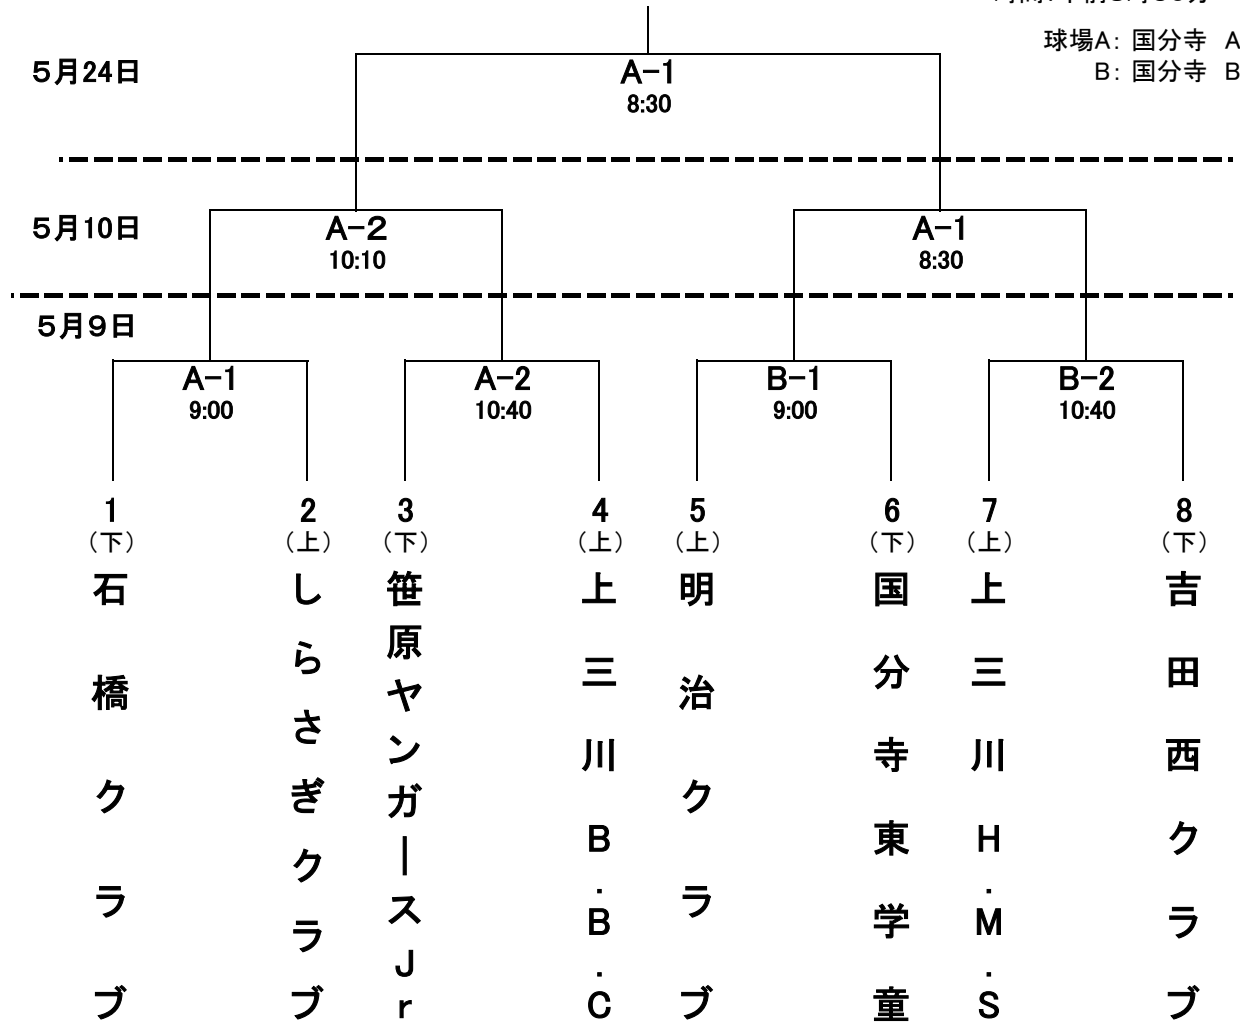 球場A: 国分寺 A
B: 国分寺 B
5月24日
A-1
8:30
5月10日
A-2
10:10
A-1
8:30
5月9日
A-1
9:00
A-2
10:40
B-1
9:00
B-2
10:40
1
(下)
石橋クラブ
2
(上)
しらさぎクラブ
3
(下)
笹原ヤンガースJr
4
(上)
上三川B.B.C
5
(上)
明治クラブ
6
(下)
国分寺東学童
7
(上)
上三川H.M.S
8
(下)
吉田西クラブ